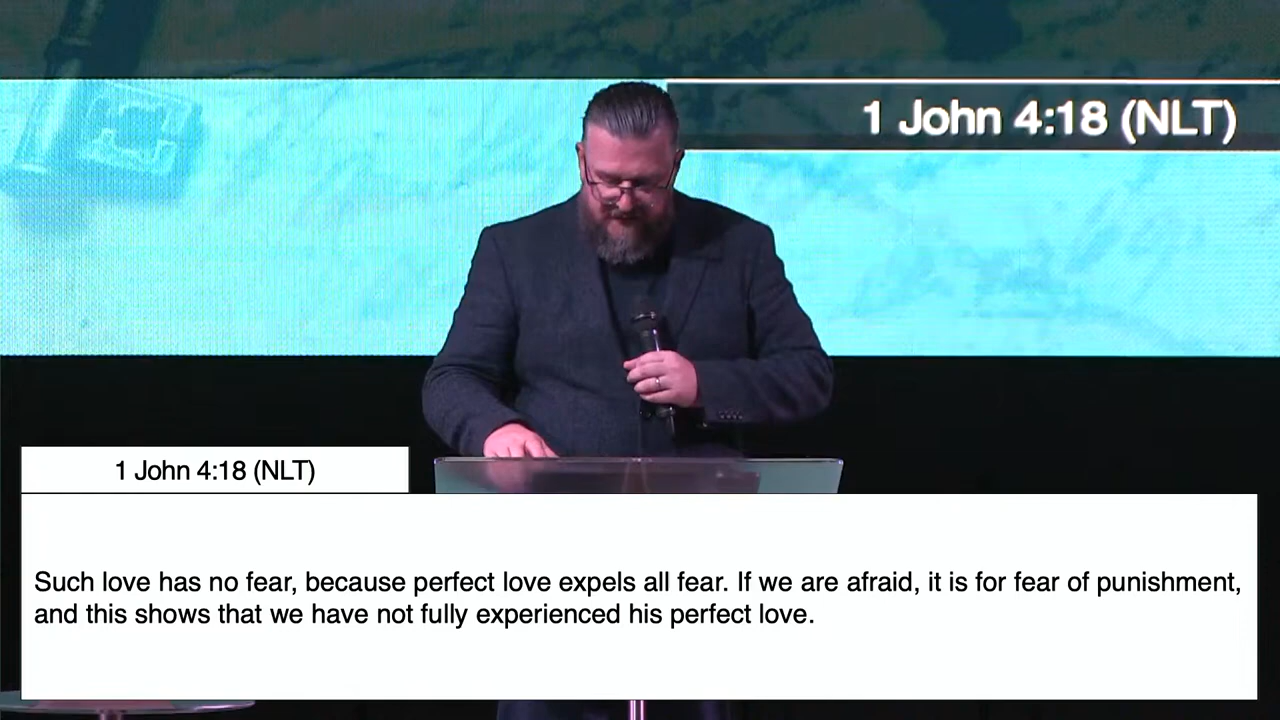 1 John 4:18 (NLT)
1 John 4:18 (NLT)
Such love has no fear, because perfect love expels all fear. If we are afraid, it is for fear of punishment,
and this shows that we have not fully experienced his perfect love.